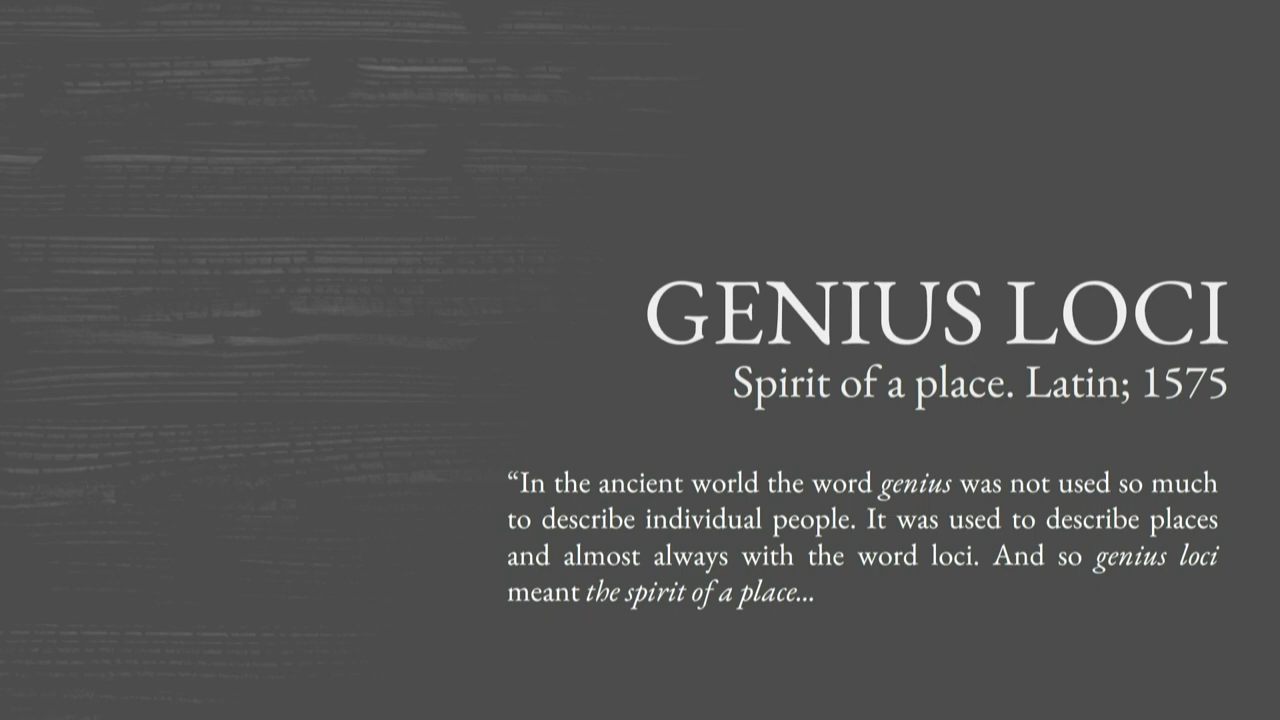 GENIUS LOCI
Spirit of a place. Latin; 1575
“In the ancient world the word genius was not used so much
to describe individual people. It was used to describe places
and almost always with the word loci. And so genius loci
meant the spirit of a place...